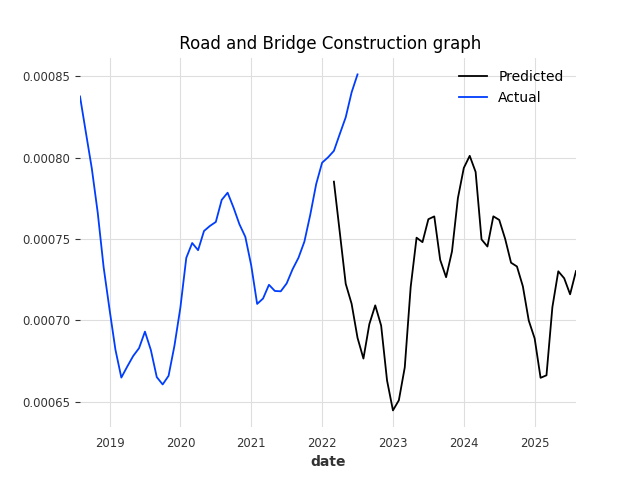 Road and Bridge Construction graph
Predicted
Actual
0.00085
0.00080
0.00075
0.00070
0.00065
2019 2020 2021 2022 2023 2024 2025
date